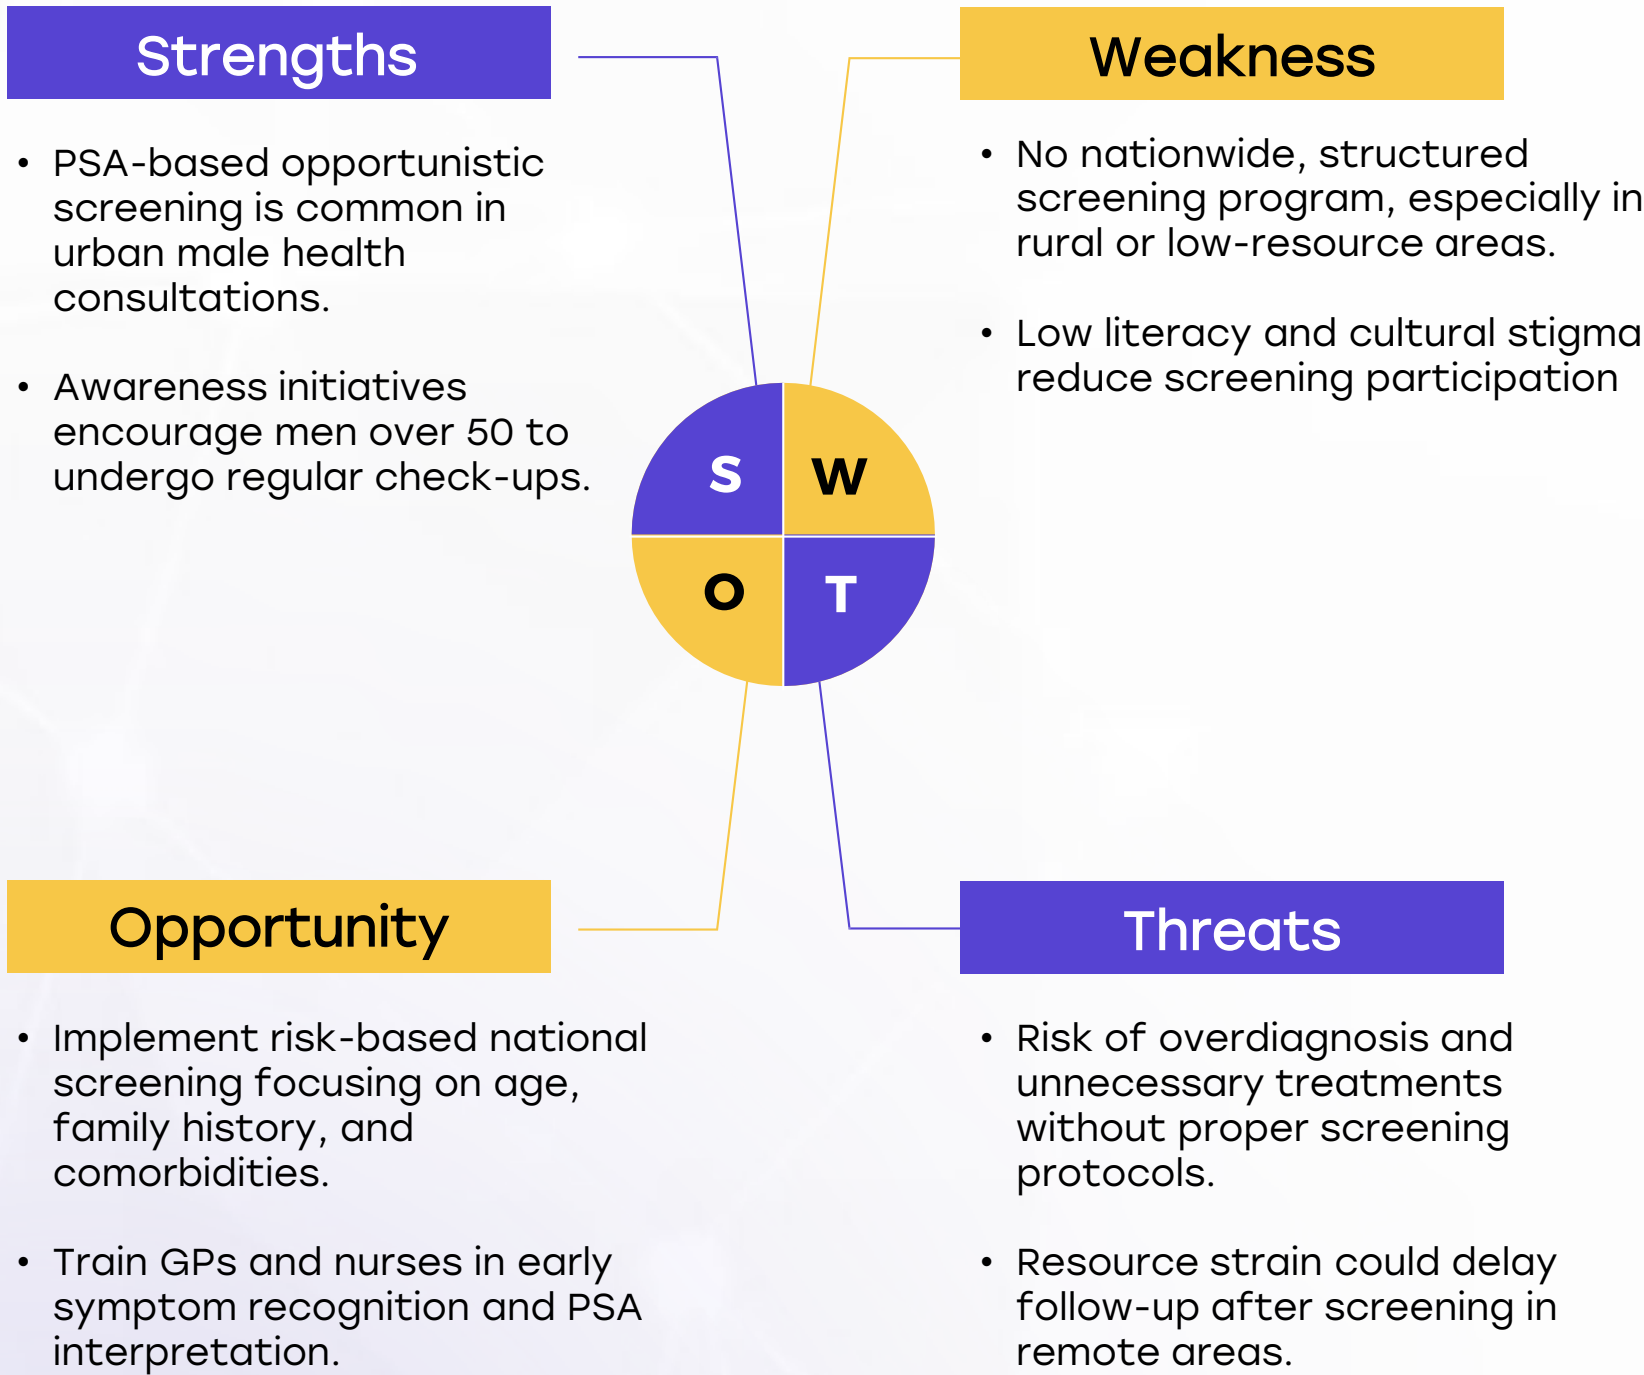 Strengths
• PSA-based opportunistic
screening is common in
urban male health
consultations.
• Awareness initiatives
encourage men over 50 to
undergo regular check-ups.
Weakness
• No nationwide, structured
screening program, especially in
rural or low-resource areas.
• Low literacy and cultural stigma
reduce screening participation
S
W
O
T
Opportunity
• Implement risk-based national
screening focusing on age,
family history, and
comorbidities.
• Train GPs and nurses in early
symptom recognition and PSA
interpretation.
Threats
• Risk of overdiagnosis and
unnecessary treatments
without proper screening
protocols.
• Resource strain could delay
follow-up after screening in
remote areas.